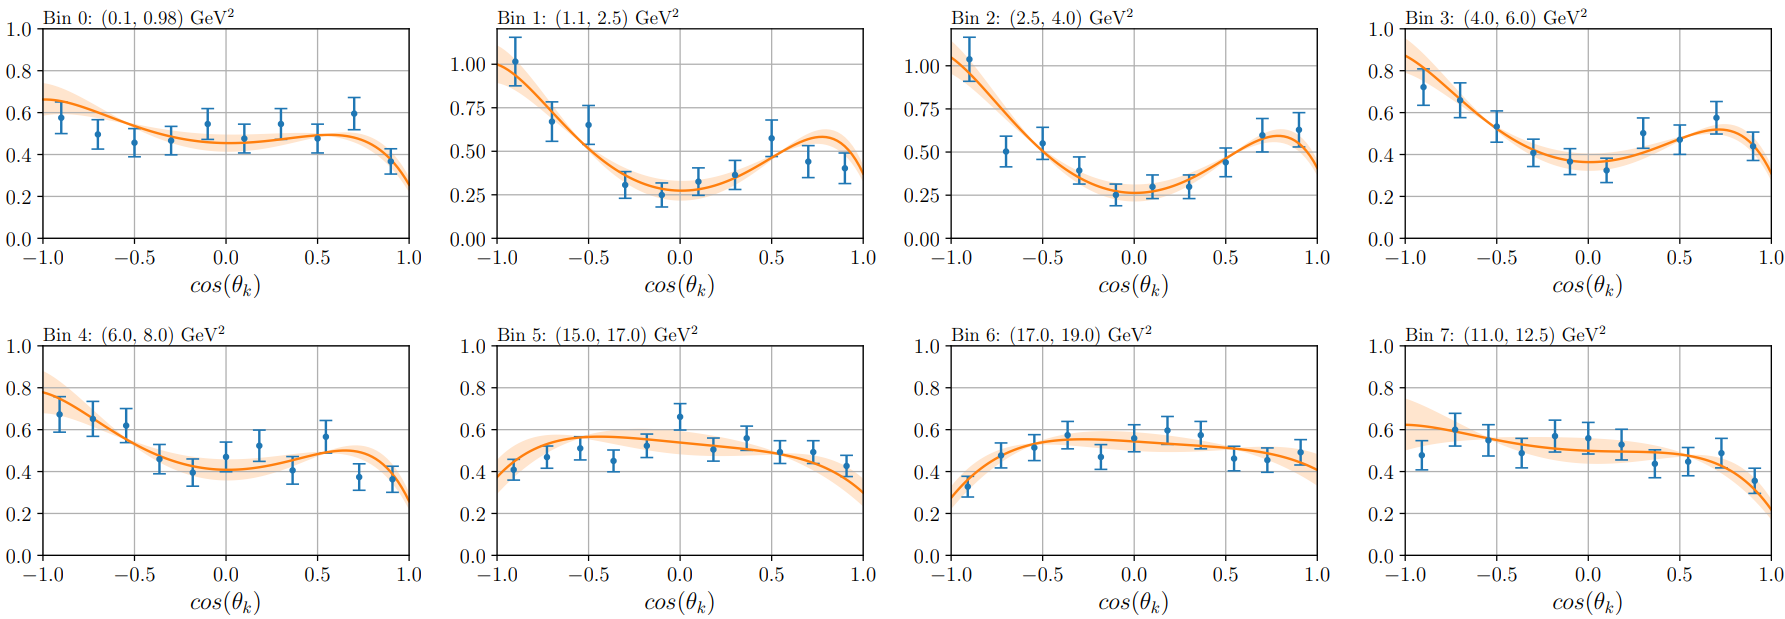 Bin 0: (0.1, 0.98) GeV²
1.0
0.8
0.6
0.4
0.2
0.0
−1.0 −0.5 0.0 0.5 1.0
cos(θₖ)
Bin 1: (1.1, 2.5) GeV²
1.00
0.75
0.50
0.25
0.00
−1.0 −0.5 0.0 0.5 1.0
cos(θₖ)
Bin 2: (2.5, 4.0) GeV²
1.00
0.75
0.50
0.25
0.00
−1.0 −0.5 0.0 0.5 1.0
cos(θₖ)
Bin 3: (4.0, 6.0) GeV²
1.0
0.8
0.6
0.4
0.2
0.0
−1.0 −0.5 0.0 0.5 1.0
cos(θₖ)
Bin 4: (6.0, 8.0) GeV²
1.0
0.8
0.6
0.4
0.2
0.0
−1.0 −0.5 0.0 0.5 1.0
cos(θₖ)
Bin 5: (15.0, 17.0) GeV²
1.0
0.8
0.6
0.4
0.2
0.0
−1.0 −0.5 0.0 0.5 1.0
cos(θₖ)
Bin 6: (17.0, 19.0) GeV²
1.0
0.8
0.6
0.4
0.2
0.0
−1.0 −0.5 0.0 0.5 1.0
cos(θₖ)
Bin 7: (11.0, 12.5) GeV²
1.0
0.8
0.6
0.4
0.2
0.0
−1.0 −0.5 0.0 0.5 1.0
cos(θₖ)